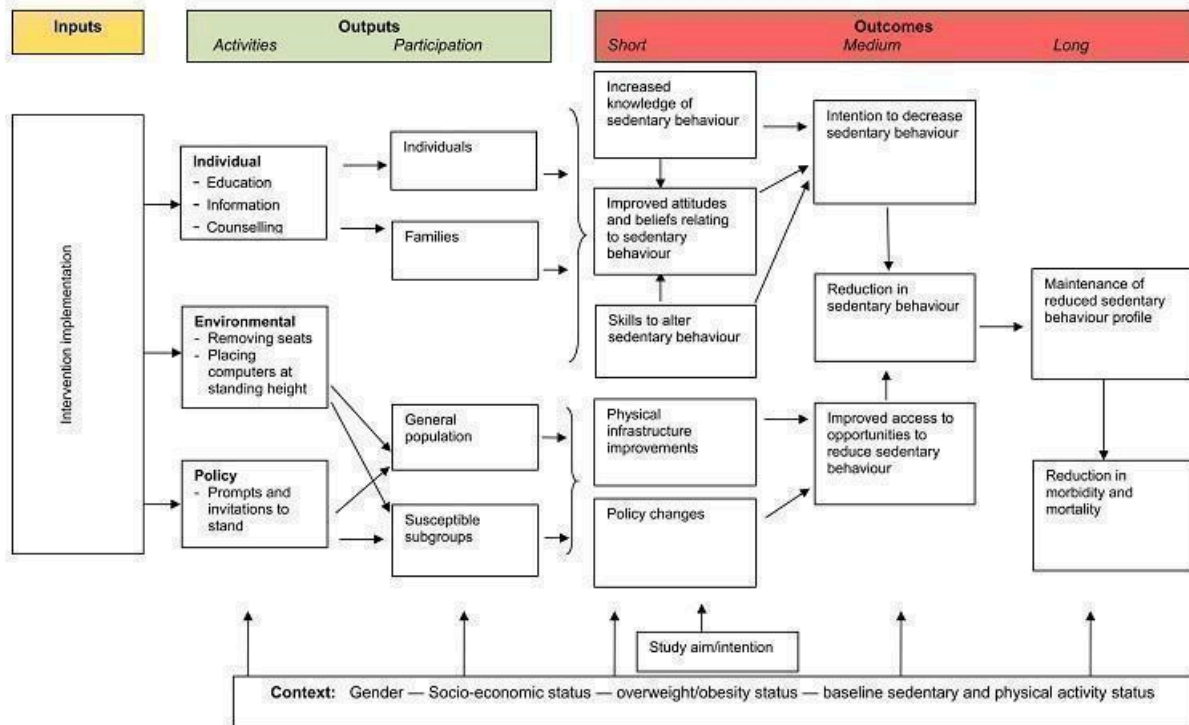 Inputs
Outputs
Activities
Participation
Outcomes
Short
Medium
Long
Intervention implementation
Individual
- Education
- Information
- Counselling
Environmental
- Removing seats
- Placing
computers at
standing height
Policy
- Prompts and
invitations to
stand
Individuals
Families
General
population
Susceptible
subgroups
Increased
knowledge of
sedentary behaviour
Improved attitudes
and beliefs relating
to sedentary
behaviour
Skills to alter
sedentary behaviour
Physical
infrastructure
improvements
Policy changes
Intention to decrease
sedentary behaviour
Reduction in
sedentary behaviour
Improved access to
opportunities to
reduce sedentary
behaviour
Maintenance of
reduced sedentary
behaviour profile
Reduction in
morbidity and
mortality
Study aim/intention
Context: Gender — Socio-economic status — overweight/obesity status — baseline sedentary and physical activity status